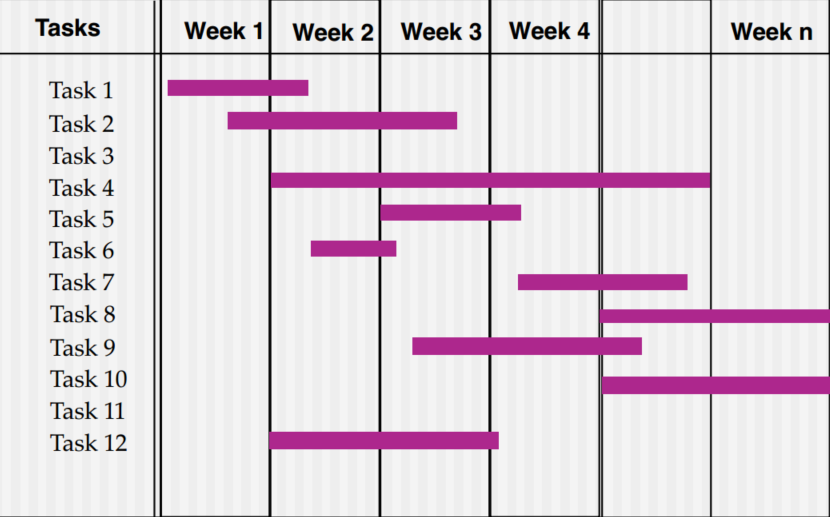 Tasks Week 1 Week 2 Week 3 Week 4 Week n
Task 1
Task 2
Task 3
Task 4
Task 5
Task 6
Task 7
Task 8
Task 9
Task 10
Task 11
Task 12